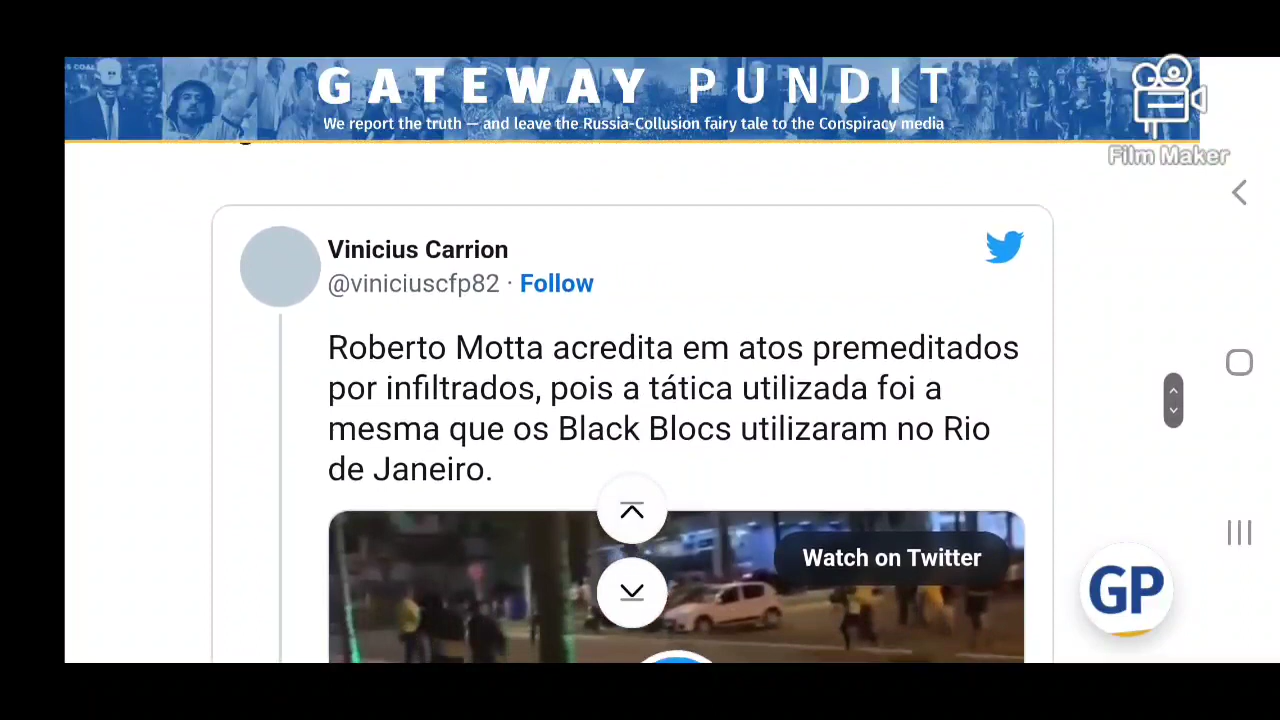 GATEWAY PUNDIT
We report the truth — and leave the Russia-Collusion fairy tale to the Conspiracy media
Film Maker
Vinicius Carrion
@viniciuscfp82 · Follow
Roberto Motta acredita em atos premeditados
por infiltrados, pois a tática utilizada foi a
mesma que os Black Blocs utilizaram no Rio
de Janeiro.
Watch on Twitter
GP